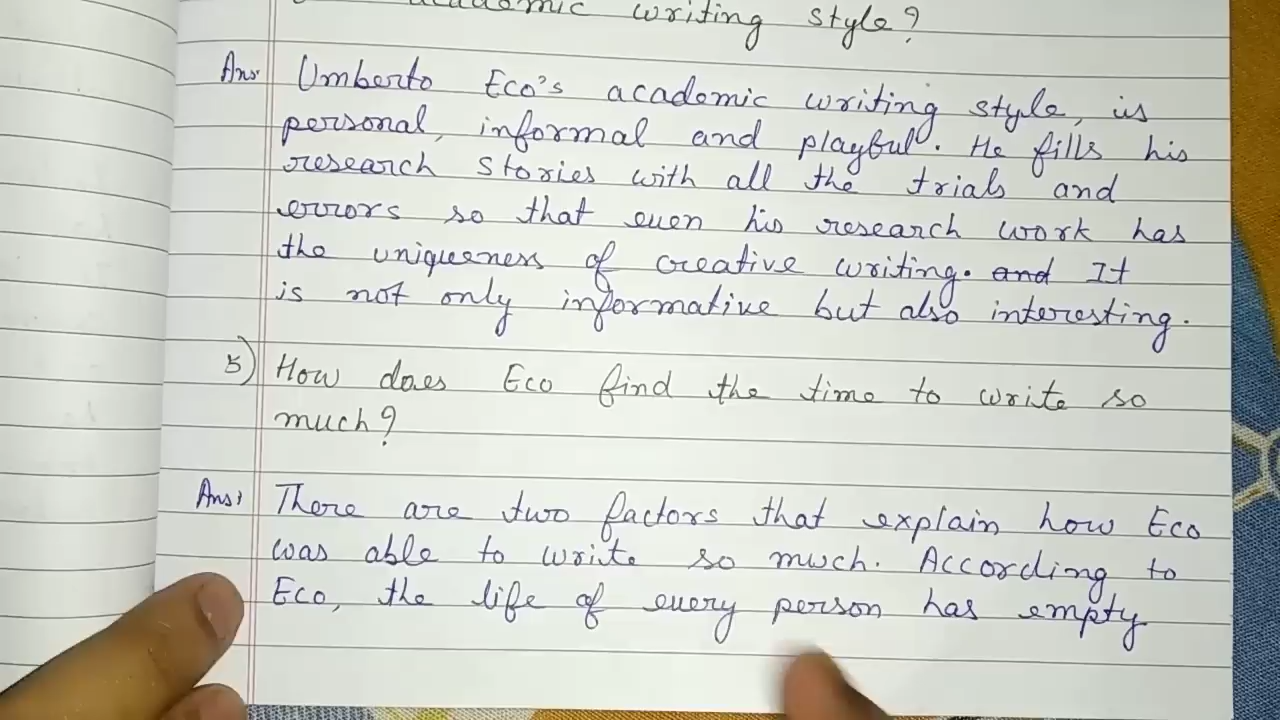 academic writing style?
Ans: Umberto Eco's academic writing style, is
personal, informal and playful. He fills his
research stories with all the trials and
errors so that even his research work has
the uniqueness of creative writing. and It
is not only informative but also interesting.
5) How does Eco find the time to write so
much?
Ans: There are two factors that explain how Eco
was able to write so much. According to
Eco, the life of every person has empty